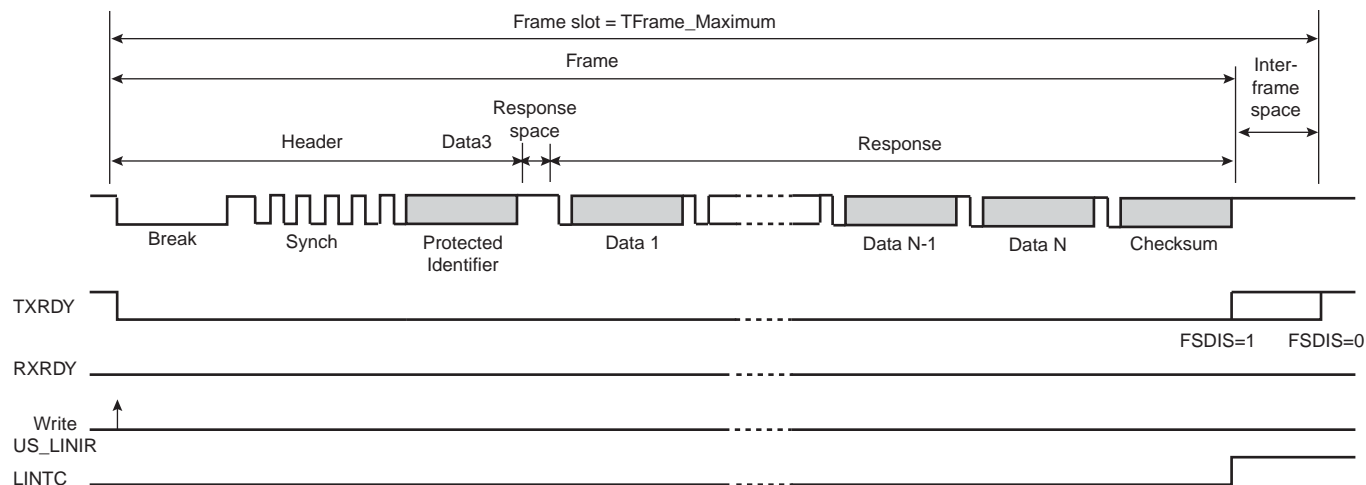 Frame slot = TFrame_Maximum
Frame
Inter-
frame
space
Response
space
Header
Data3
Response
Break
Synch
Protected
Identifier
Data 1
Data N-1
Data N
Checksum
TXRDY
FSDIS=1
FSDIS=0
RXRDY
Write
US_LINIR
LINTC